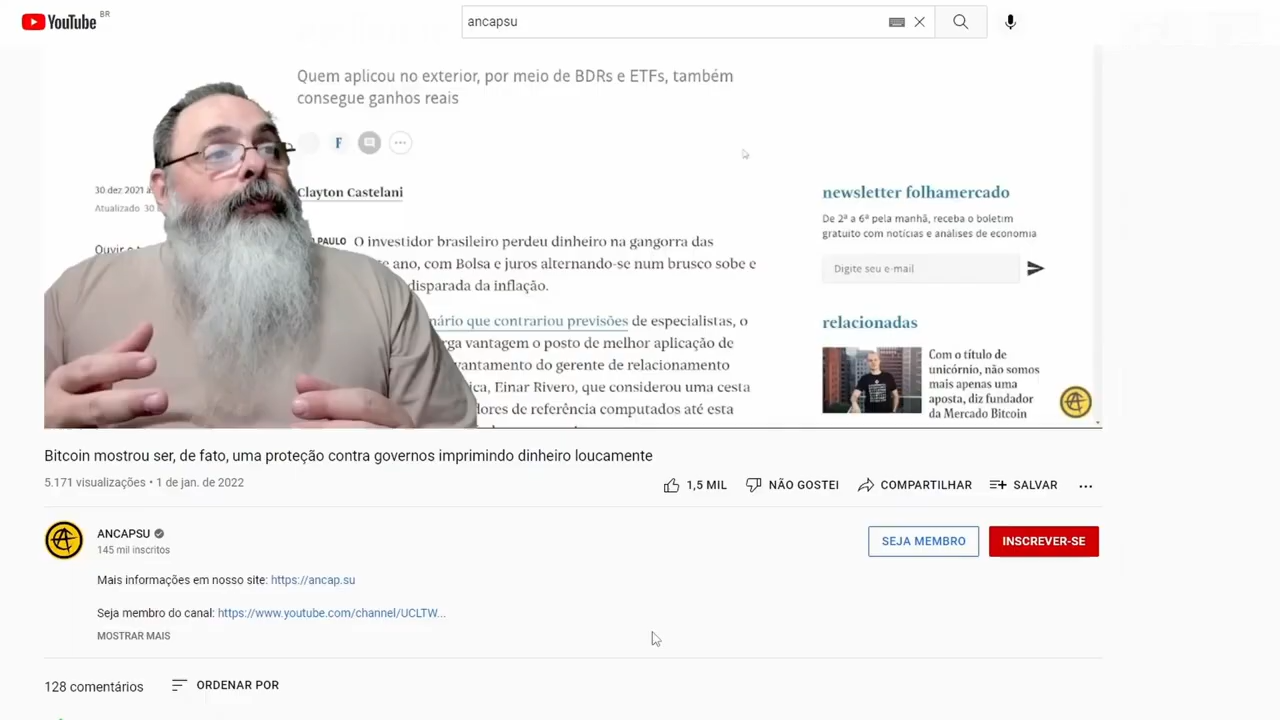 YouTube BR
ancapsu
Quem aplicou no exterior, por meio de BDRs e ETFs, também
consegue ganhos reais
F
30 dez 2021 à
Atualizado 30
Clayton Castelani
Ouvir o
PAULO O investidor brasileiro perdeu dinheiro na gangorra das
e ano, com Bolsa e juros alternando-se num brusco sobe e
disparada da inflação.
nário que contrariou previsões de especialistas, o
rga vantagem o posto de melhor aplicação de
vantamento do gerente de relacionamento
ica, Einar Rivero, que considerou uma cesta
dores de referência computados até esta
newsletter folhamercado
De 2ª a 6ª pela manhã, receba o boletim
gratuito com notícias e análises de economia
Digite seu e-mail
relacionadas
Com o título de
unicórnio, não somos
mais apenas uma
aposta, diz fundador
da Mercado Bitcoin
Bitcoin mostrou ser, de fato, uma proteção contra governos imprimindo dinheiro loucamente
5.171 visualizações • 1 de jan. de 2022
1,5 MIL
NÃO GOSTEI
COMPARTILHAR
SALVAR
ANCAPSU
145 mil inscritos
SEJA MEMBRO
INSCREVER-SE
Mais informações em nosso site: https://ancap.su
Seja membro do canal: https://www.youtube.com/channel/UCLTW...
MOSTRAR MAIS
128 comentários
ORDENAR POR